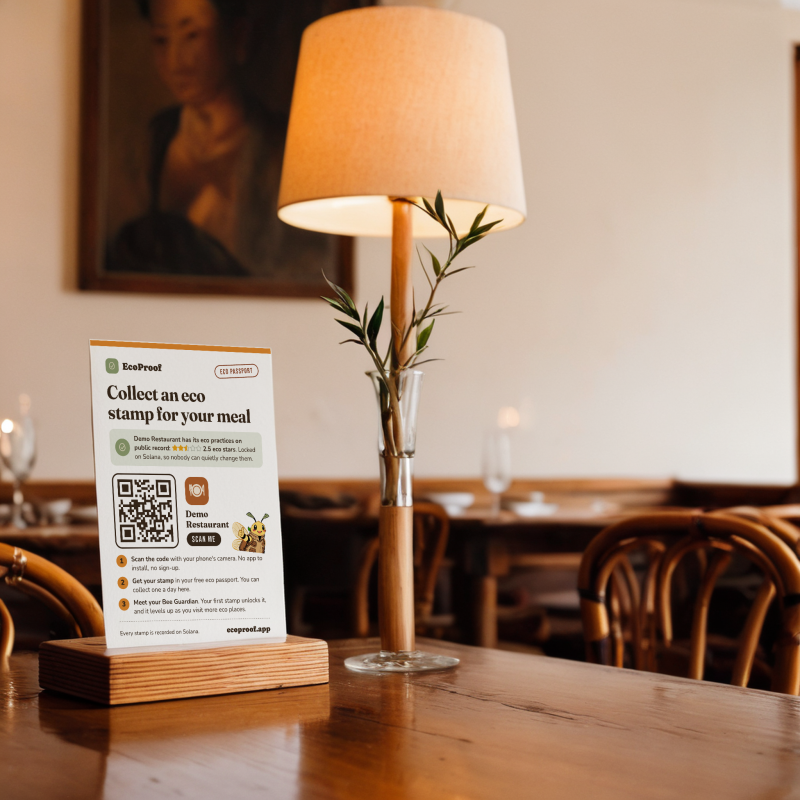 EcoProof
ECO PASSPORT
Collect an eco
stamp for your meal
Demo Restaurant has its eco practices on
public record: 2.5 eco stars. Locked
on Solana, so nobody can quietly change them.
Demo
Restaurant
SCAN ME
1 Scan the code with your phone's camera. No app to
install, no sign-up.
2 Get your stamp in your free eco passport. You can
collect one a day here.
3 Meet your Bee Guardian. Your first stamp unlocks it,
and it levels up as you visit more eco places.
Every stamp is recorded on Solana.
ecoproof.app